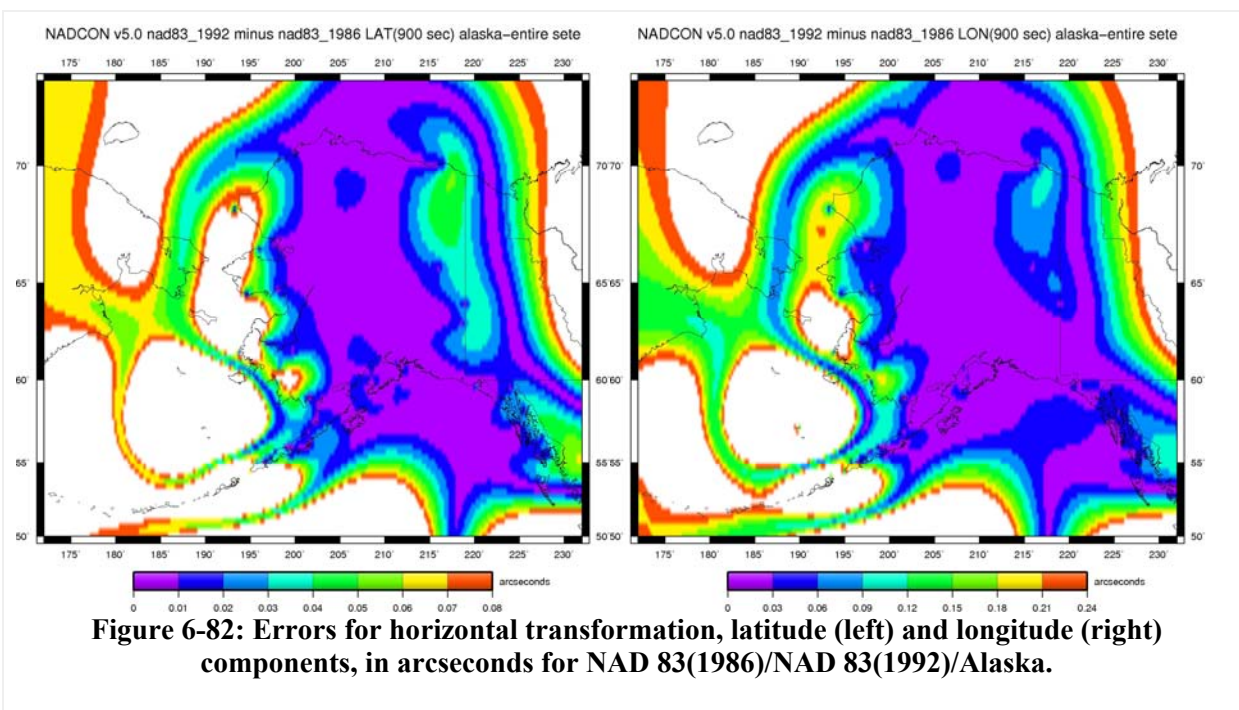 NADCON v5.0 nad83_1992 minus nad83_1986 LAT(900 sec) alaska−entire sete
NADCON v5.0 nad83_1992 minus nad83_1986 LON(900 sec) alaska−entire sete
175˚ 180˚ 185˚ 190˚ 195˚ 200˚ 205˚ 210˚ 215˚ 220˚ 225˚ 230˚
175˚ 180˚ 185˚ 190˚ 195˚ 200˚ 205˚ 210˚ 215˚ 220˚ 225˚ 230˚
70˚ 70˚ 70˚ 70˚
65˚ 65˚ 65˚ 65˚
60˚ 60˚ 60˚ 60˚
55˚ 55˚ 55˚ 55˚
50˚ 50˚ 50˚ 50˚
175˚ 180˚ 185˚ 190˚ 195˚ 200˚ 205˚ 210˚ 215˚ 220˚ 225˚ 230˚
175˚ 180˚ 185˚ 190˚ 195˚ 200˚ 205˚ 210˚ 215˚ 220˚ 225˚ 230˚
arcseconds
0 0.01 0.02 0.03 0.04 0.05 0.06 0.07 0.08
arcseconds
0 0.03 0.06 0.09 0.12 0.15 0.18 0.21 0.24
Figure 6-82: Errors for horizontal transformation, latitude (left) and longitude (right)
components, in arcseconds for NAD 83(1986)/NAD 83(1992)/Alaska.